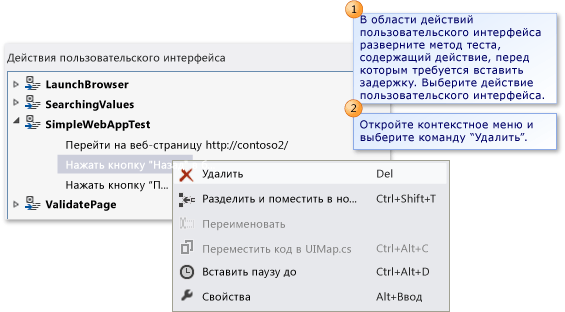 1
В области действий
пользовательского интерфейса
разверните метод теста,
содержащий действие, перед
которым требуется вставить
задержку. Выберите действие
пользовательского интерфейса.
2
Откройте контекстное меню и
выберите команду “Удалить”.
Действия пользовательского интерфейса
LaunchBrowser
SearchingValues
SimpleWebAppTest
Перейти на веб-страницу http://contoso2/
Нажать кнопку "Наза
Нажать кнопку "П...
ValidatePage
Удалить Del
Разделить и поместить в но... Ctrl+Shift+T
Переименовать
Переместить код в UIMap.cs Ctrl+Alt+C
Вставить паузу до Ctrl+Alt+D
Свойства Alt+Ввод